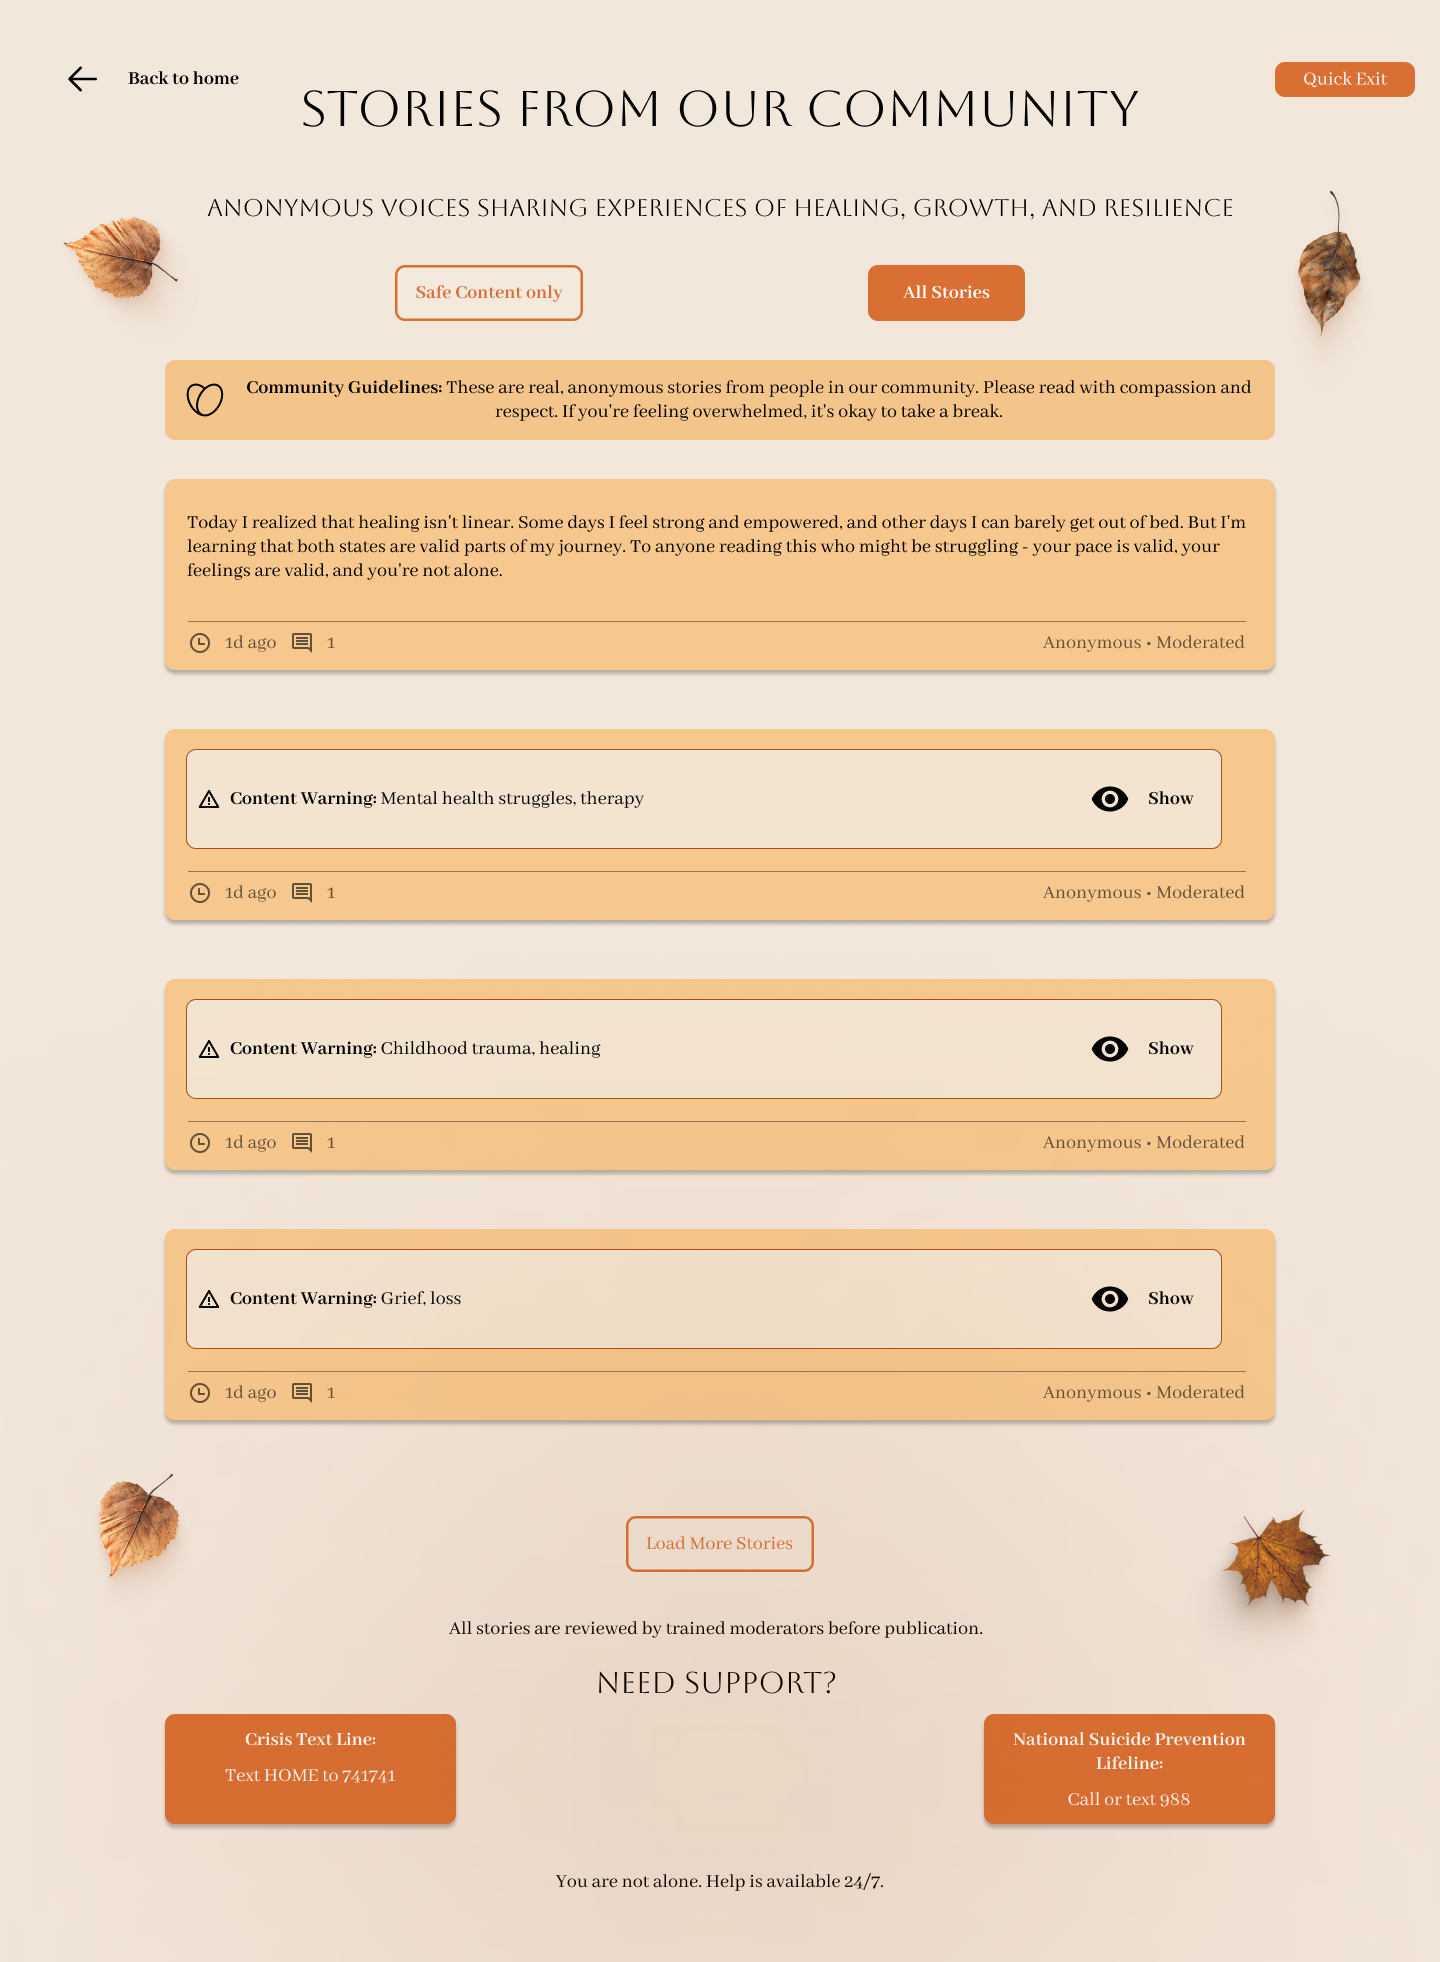 Back to home
Quick Exit
STORIES FROM OUR COMMUNITY
ANONYMOUS VOICES SHARING EXPERIENCES OF HEALING, GROWTH, AND RESILIENCE
Safe Content only
All Stories
Community Guidelines: These are real, anonymous stories from people in our community. Please read with compassion and
respect. If you're feeling overwhelmed, it's okay to take a break.
Today I realized that healing isn't linear. Some days I feel strong and empowered, and other days I can barely get out of bed. But I'm
learning that both states are valid parts of my journey. To anyone reading this who might be struggling - your pace is valid, your
feelings are valid, and you're not alone.
1d ago 1 Anonymous • Moderated
Content Warning: Mental health struggles, therapy Show
1d ago 1 Anonymous • Moderated
Content Warning: Childhood trauma, healing Show
1d ago 1 Anonymous • Moderated
Content Warning: Grief, loss Show
1d ago 1 Anonymous • Moderated
Load More Stories
All stories are reviewed by trained moderators before publication.
NEED SUPPORT?
Crisis Text Line:
Text HOME to 741741
National Suicide Prevention
Lifeline:
Call or text 988
You are not alone. Help is available 24/7.